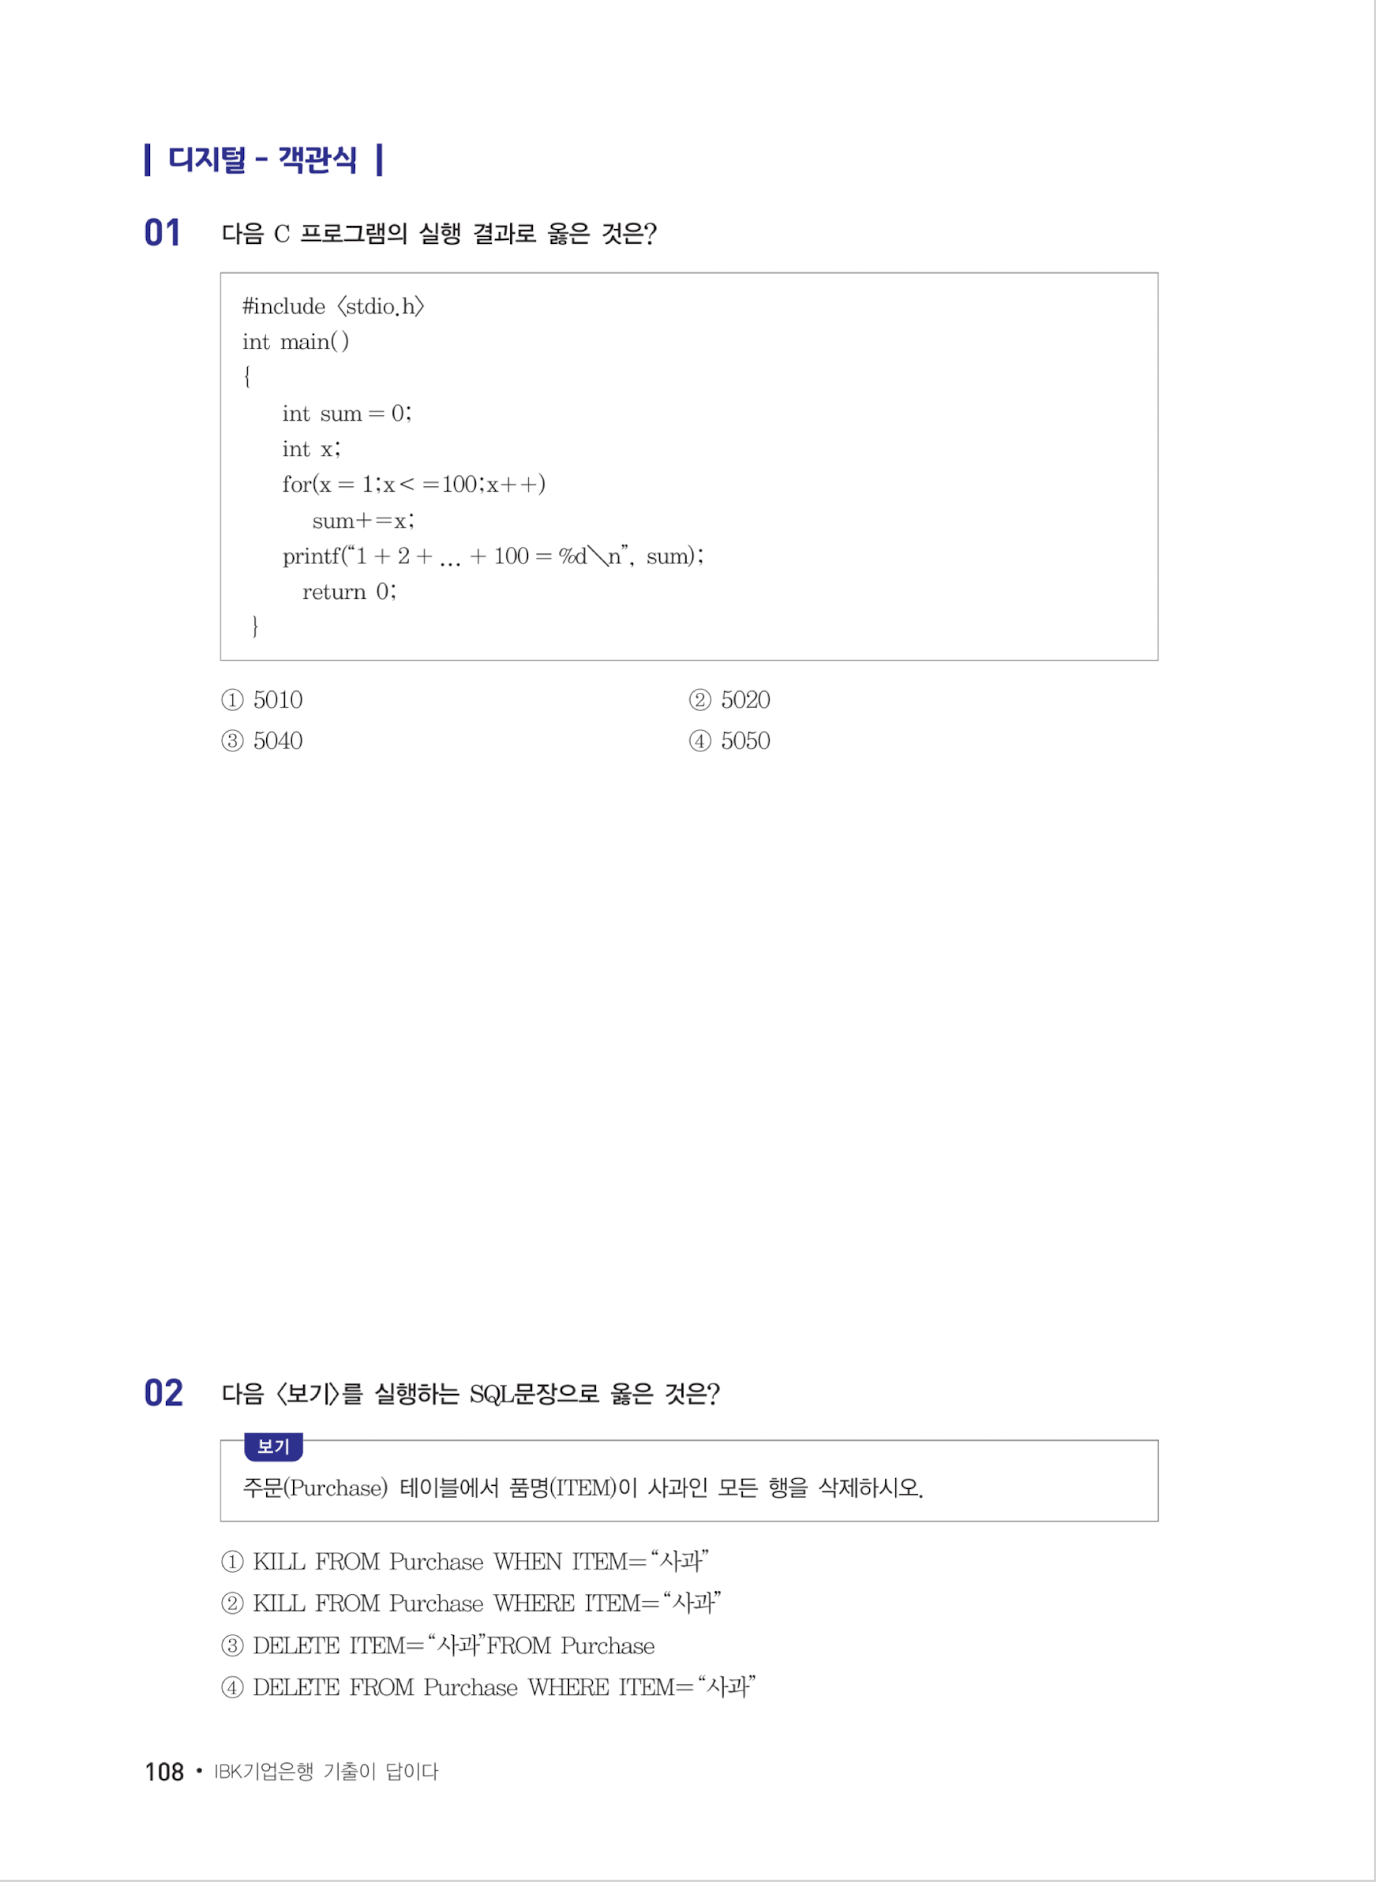 디지털 - 객관식
01 다음 C 프로그램의 실행 결과로 옳은 것은?
#include 〈stdio.h〉
int main( )
{
int sum = 0;
int x;
for(x = 1;x< =100;x++)
sum+=x;
printf(“1 + 2 + … + 100 = %d\n”, sum);
return 0;
}
① 5010 ② 5020
③ 5040 ④ 5050
02 다음 〈보기〉를 실행하는 SQL문장으로 옳은 것은?
보기
주문(Purchase) 테이블에서 품명(ITEM)이 사과인 모든 행을 삭제하시오.
① KILL FROM Purchase WHEN ITEM=“사과”
② KILL FROM Purchase WHERE ITEM=“사과”
③ DELETE ITEM=“사과”FROM Purchase
④ DELETE FROM Purchase WHERE ITEM=“사과”
108 • IBK기업은행 기출이 답이다